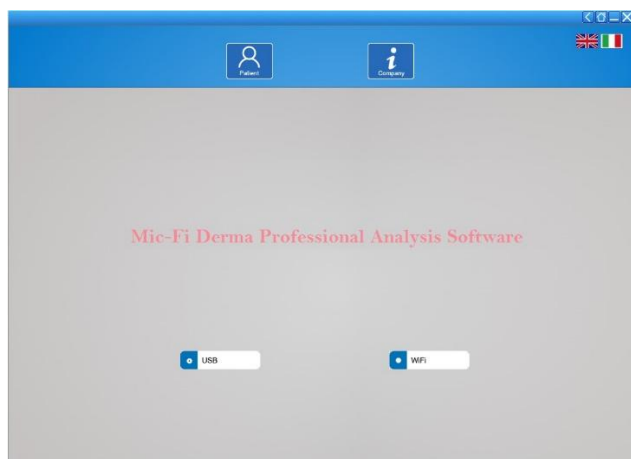 Patient
Company
Mic-Fi Derma Professional Analysis Software
USB
WiFi